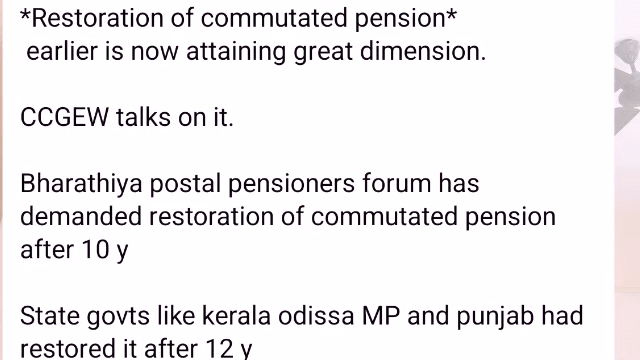 *Restoration of commutated pension*
earlier is now attaining great dimension.
CCGEW talks on it.
Bharathiya postal pensioners forum has
demanded restoration of commutated pension
after 10 y
State govts like kerala odissa MP and punjab had
restored it after 12 y